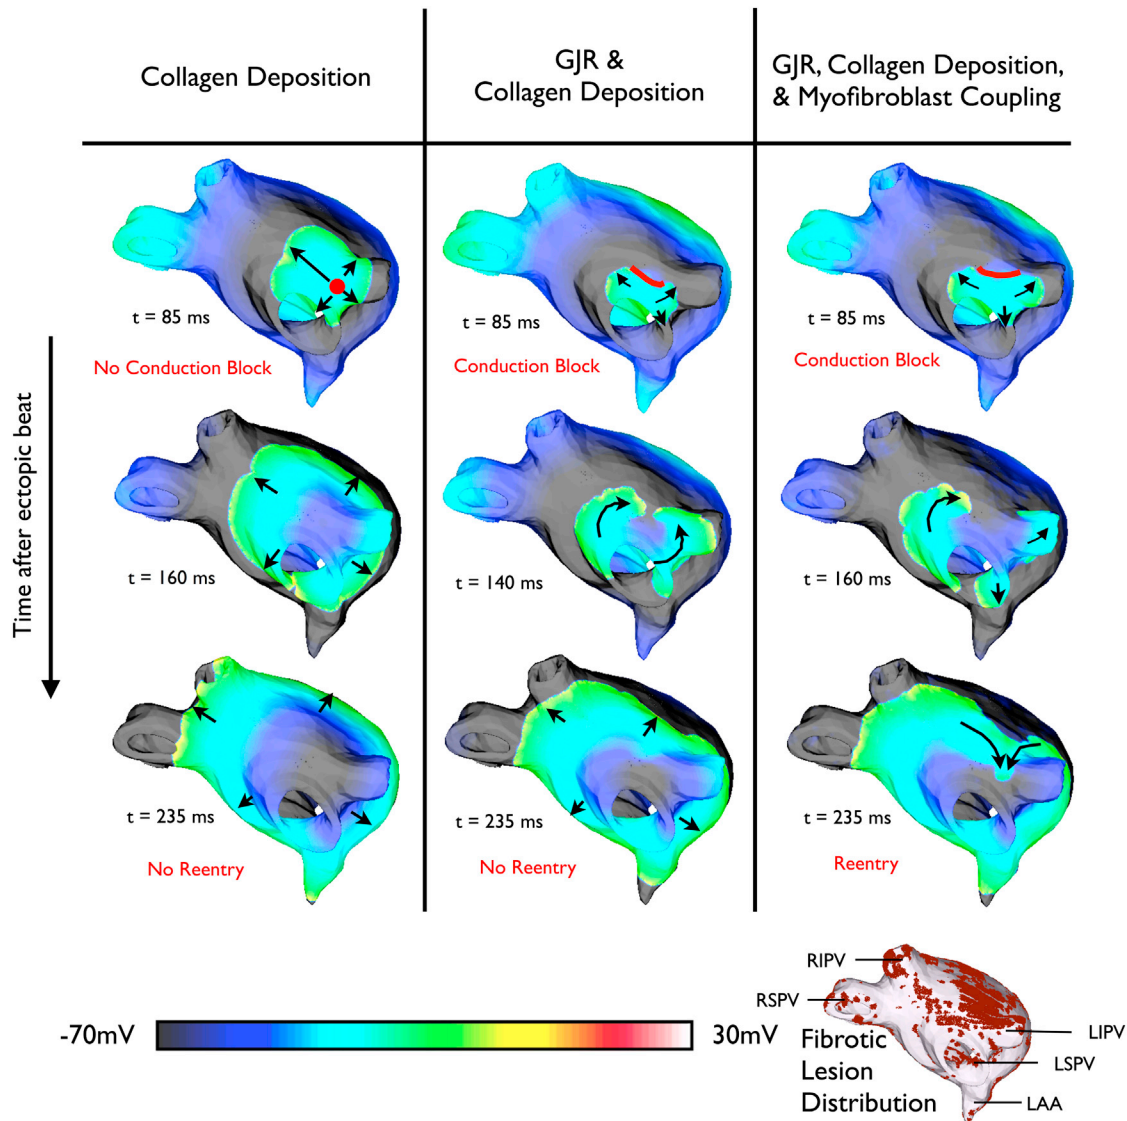 Collagen Deposition
GJR &
Collagen Deposition
GJR, Collagen Deposition,
& Myofibroblast Coupling
Time after ectopic beat
t = 85 ms
No Conduction Block
t = 85 ms
Conduction Block
t = 85 ms
Conduction Block
t = 160 ms
t = 140 ms
t = 160 ms
t = 235 ms
No Reentry
t = 235 ms
No Reentry
t = 235 ms
Reentry
-70mV
30mV
RIPV
RSPV
LIPV
LSPV
LAA
Fibrotic
Lesion
Distribution